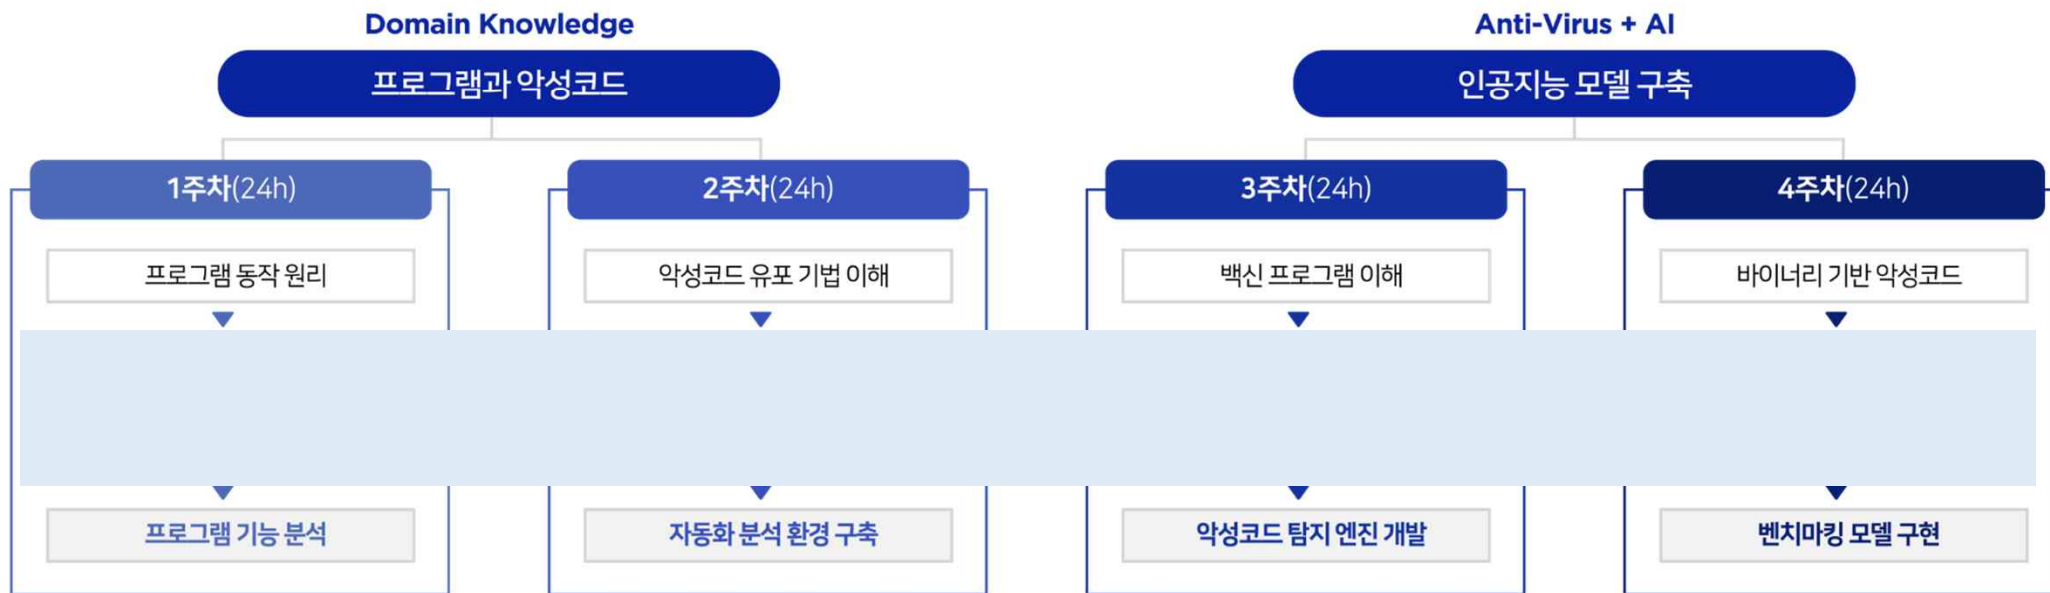 Domain Knowledge
프로그램과 악성코드
1주차(24h)
프로그램 동작 원리
프로그램 기능 분석
2주차(24h)
악성코드 유포 기법 이해
자동화 분석 환경 구축
Anti-Virus + AI
인공지능 모델 구축
3주차(24h)
백신 프로그램 이해
악성코드 탐지 엔진 개발
4주차(24h)
바이너리 기반 악성코드
벤치마킹 모델 구현